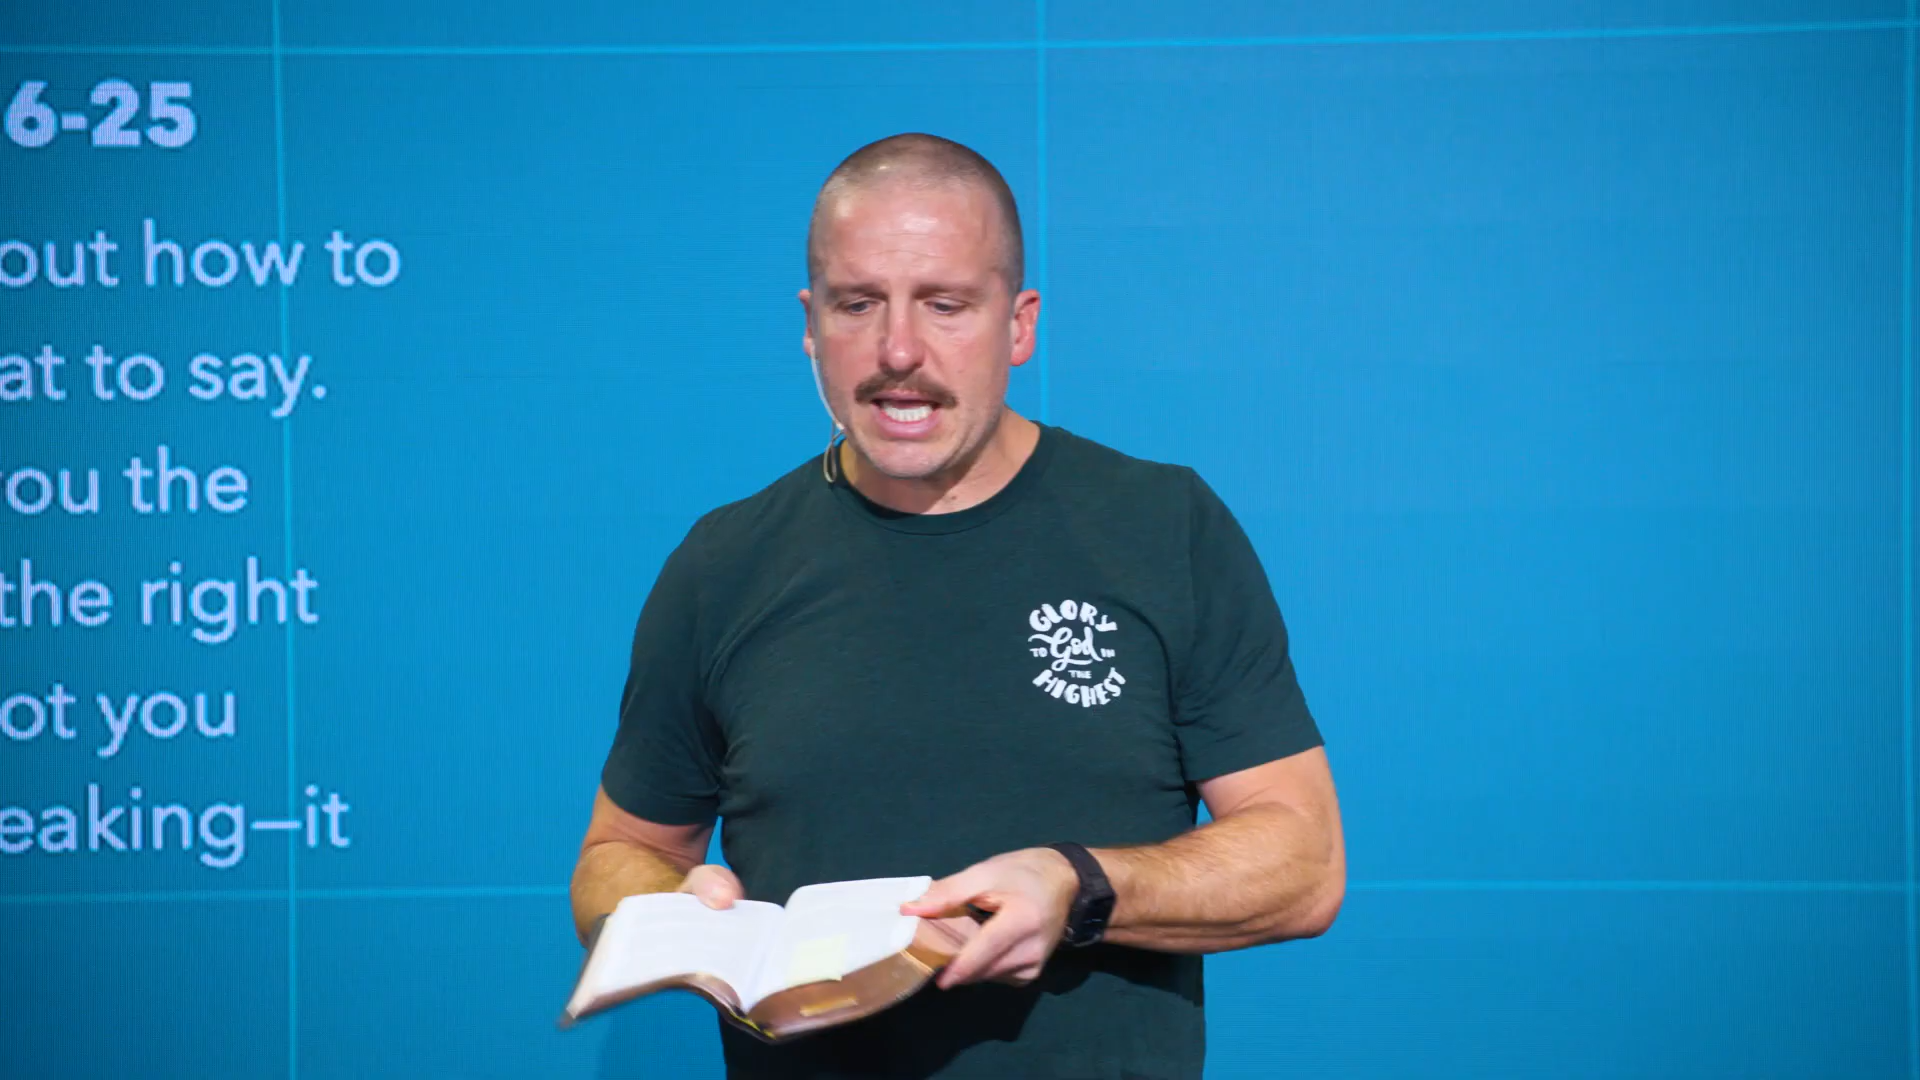 6-25
out how to
at to say.
ou the
the right
ot you
eaking—it
GLORY
TO God IN
THE
HIGHEST